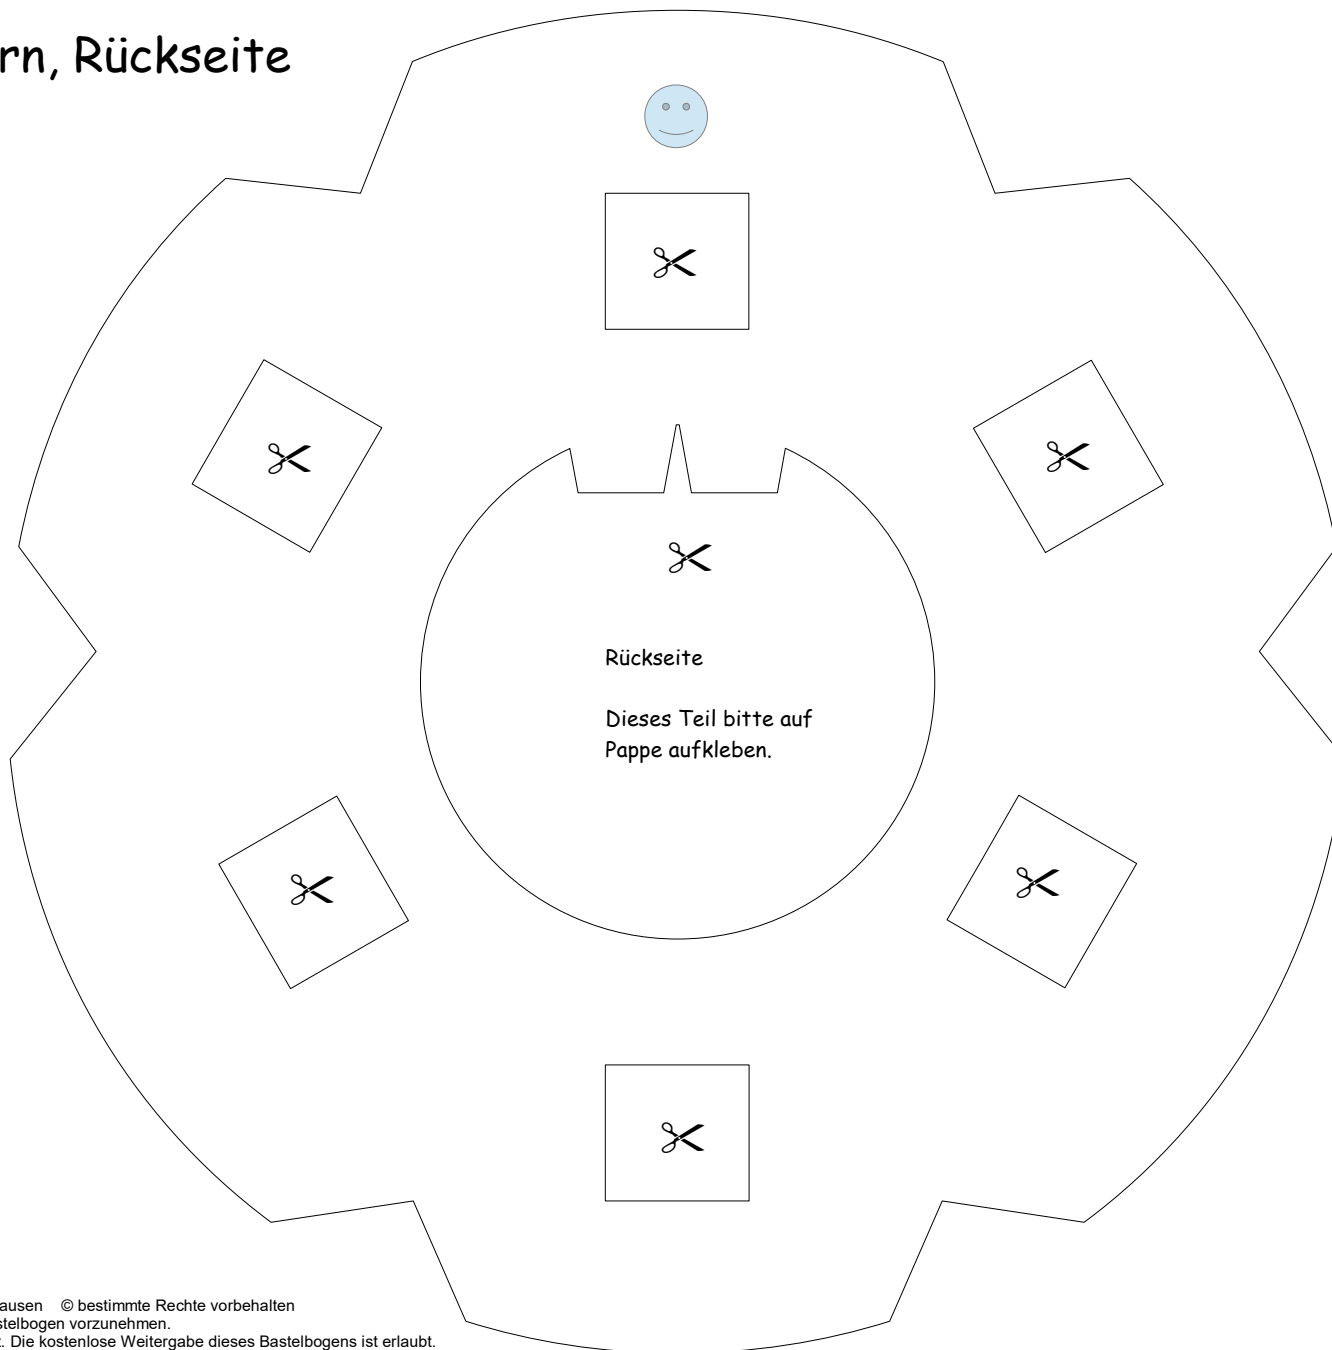 rn, Rückseite
Rückseite
Dieses Teil bitte auf
Pappe aufkleben.
ausen © bestimmte Rechte vorbehalten
stelbogen vorzunehmen.
. Die kostenlose Weitergabe dieses Bastelbogens ist erlaubt.